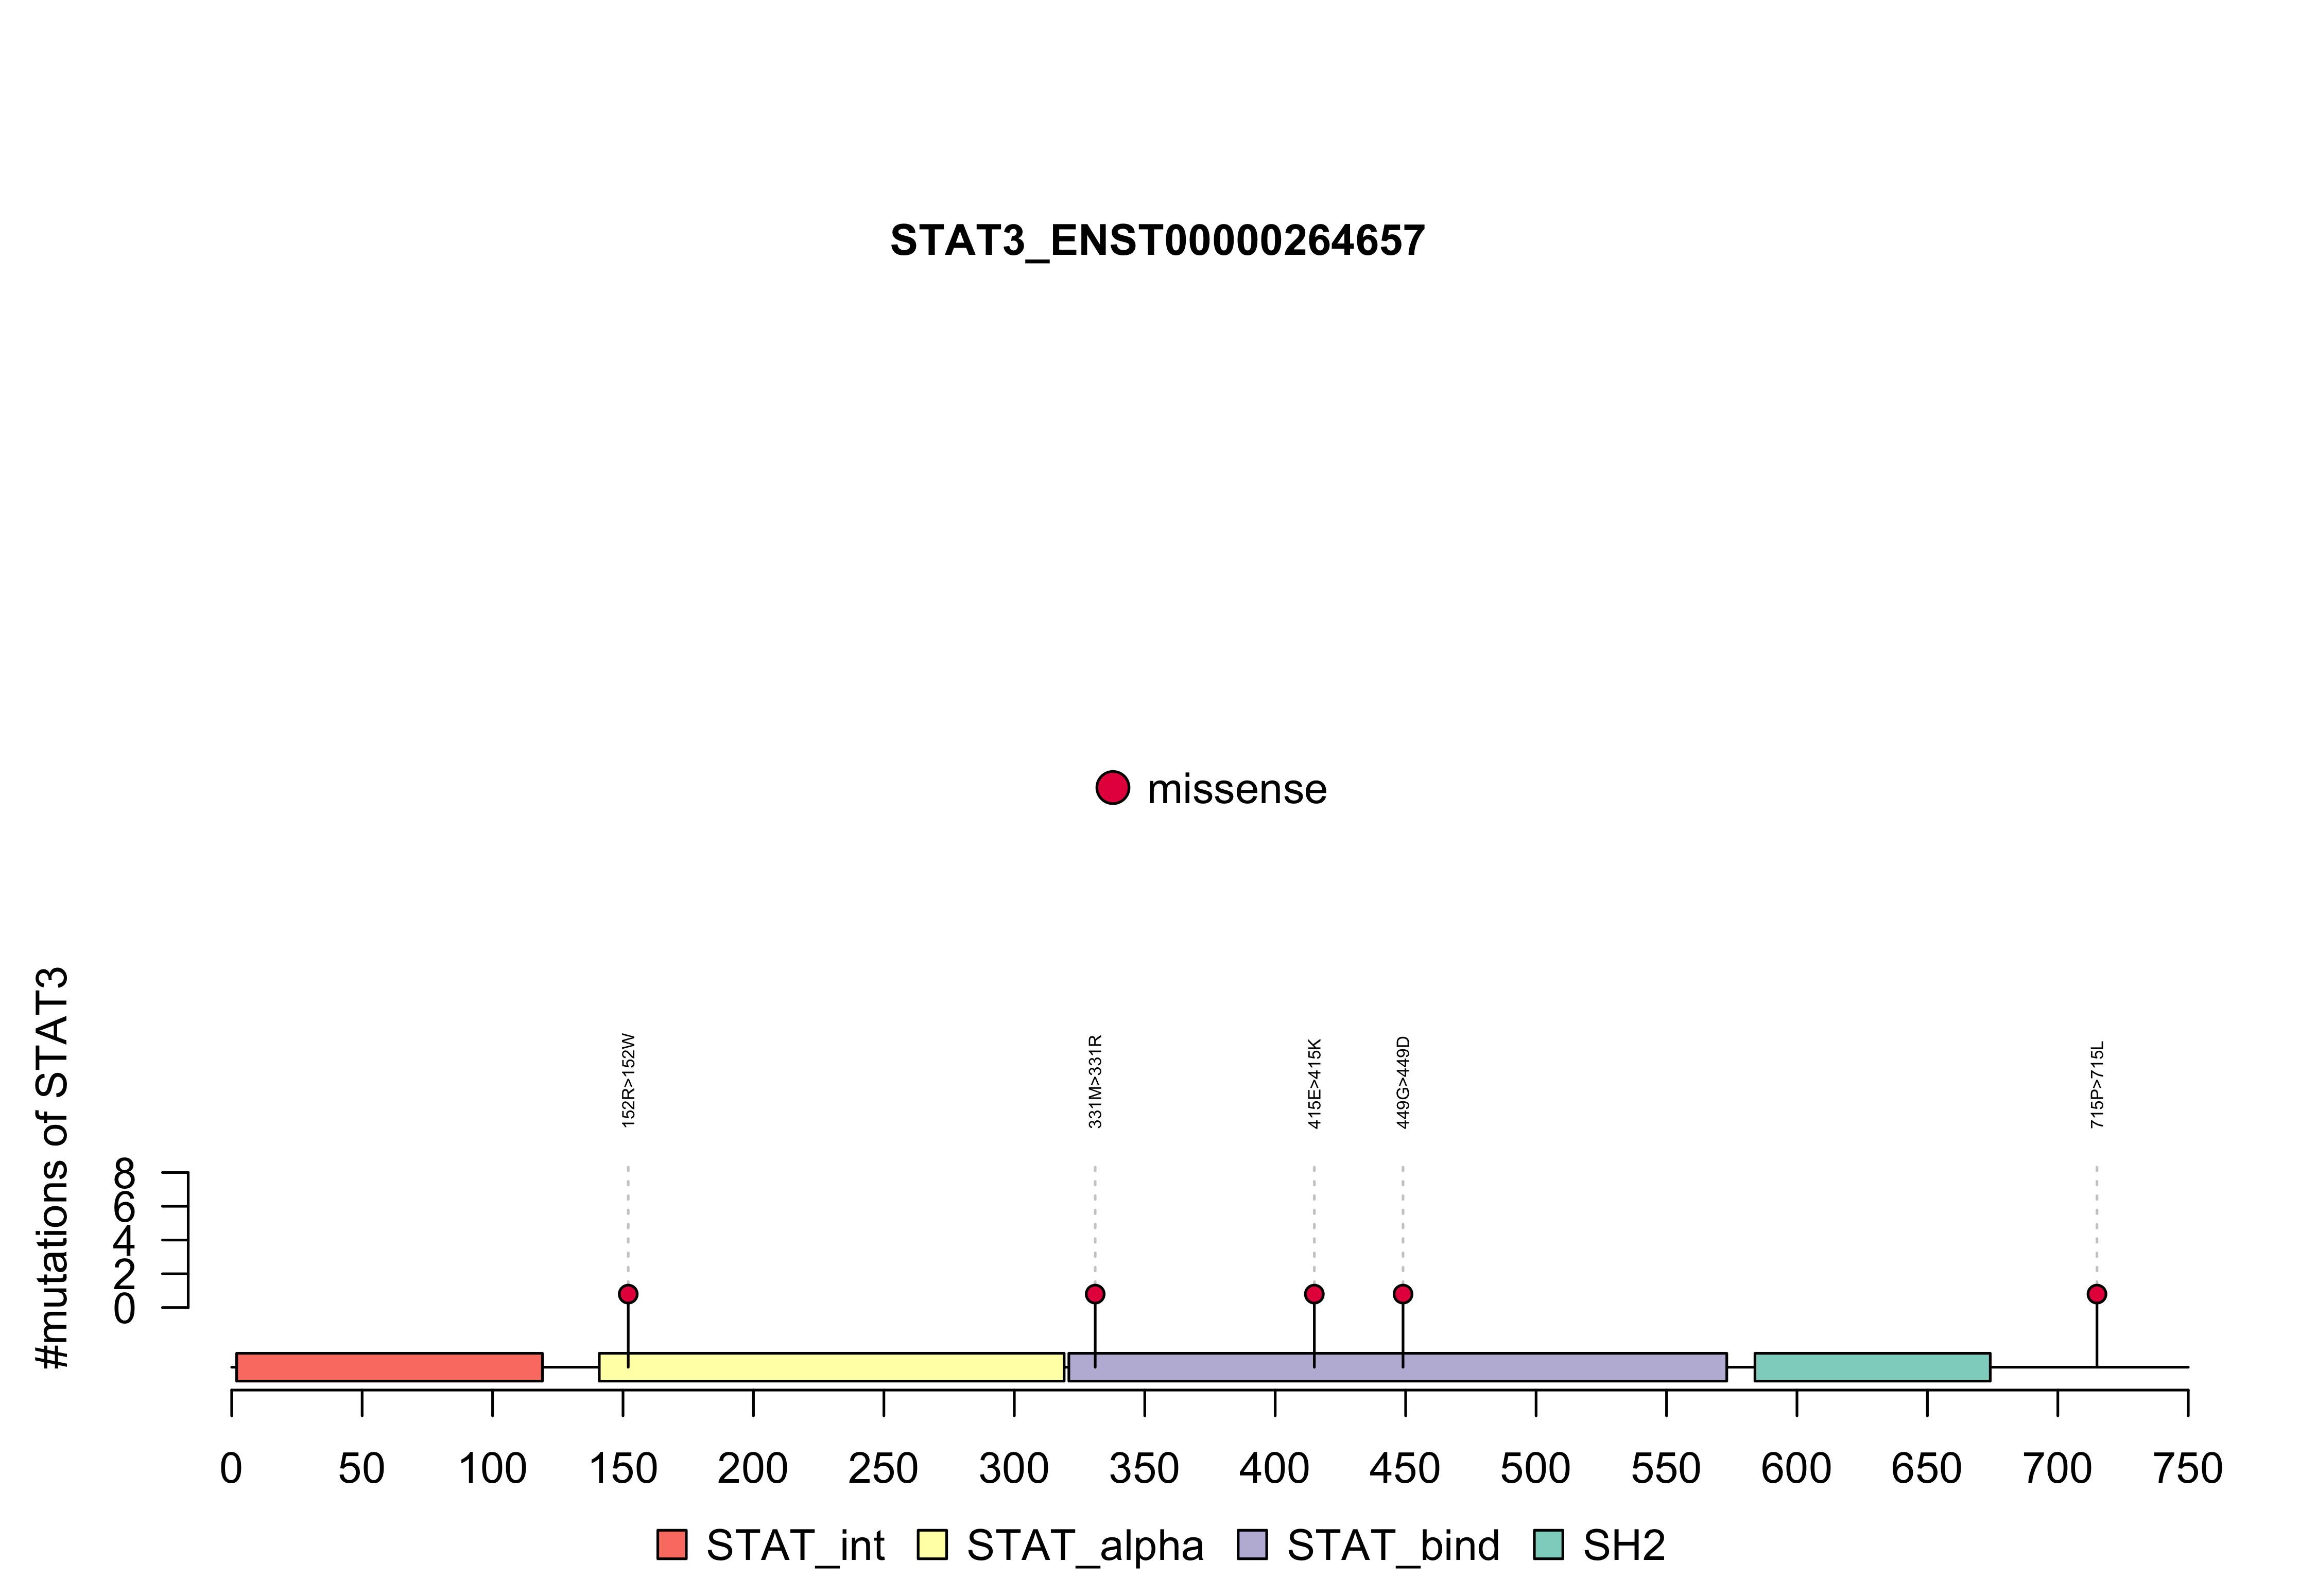 STAT3_ENST00000264657
missense
#mutations of STAT3
152R>152W
331M>331R
415E>415K
449G>449D
715P>715L
8
6
4
2
0
0 50 100 150 200 250 300 350 400 450 500 550 600 650 700 750
STAT_int STAT_alpha STAT_bind SH2